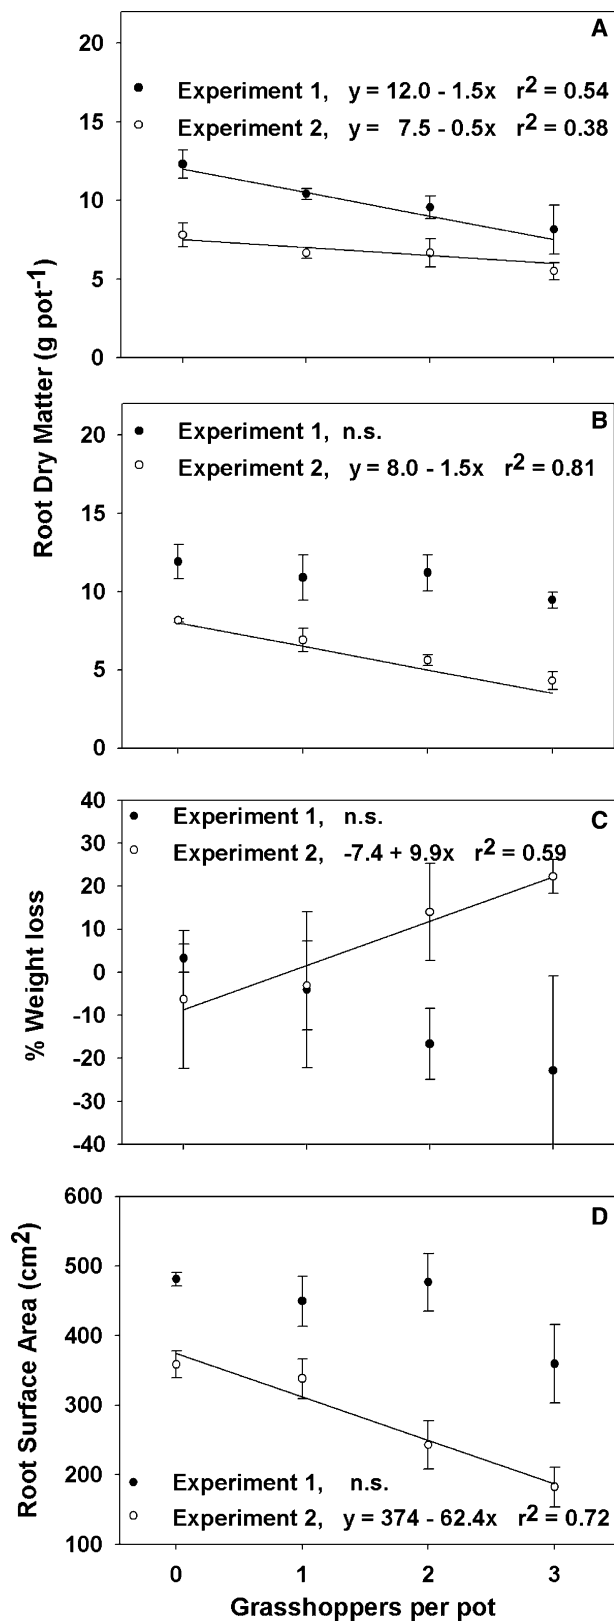 A
20
Experiment 1, y = 12.0 - 1.5x r2 = 0.54
Experiment 2, y = 7.5 - 0.5x r2 = 0.38
15
10
5
0
Root Dry Matter (g pot-1)
B
20
Experiment 1, n.s.
Experiment 2, y = 8.0 - 1.5x r2 = 0.81
15
10
5
0
C
40
Experiment 1, n.s.
30
Experiment 2, -7.4 + 9.9x r2 = 0.59
20
10
0
-10
-20
-30
-40
% Weight loss
D
600
500
400
300
200
100
Root Surface Area (cm2)
Experiment 1, n.s.
Experiment 2, y = 374 - 62.4x r2 = 0.72
0 1 2 3
Grasshoppers per pot